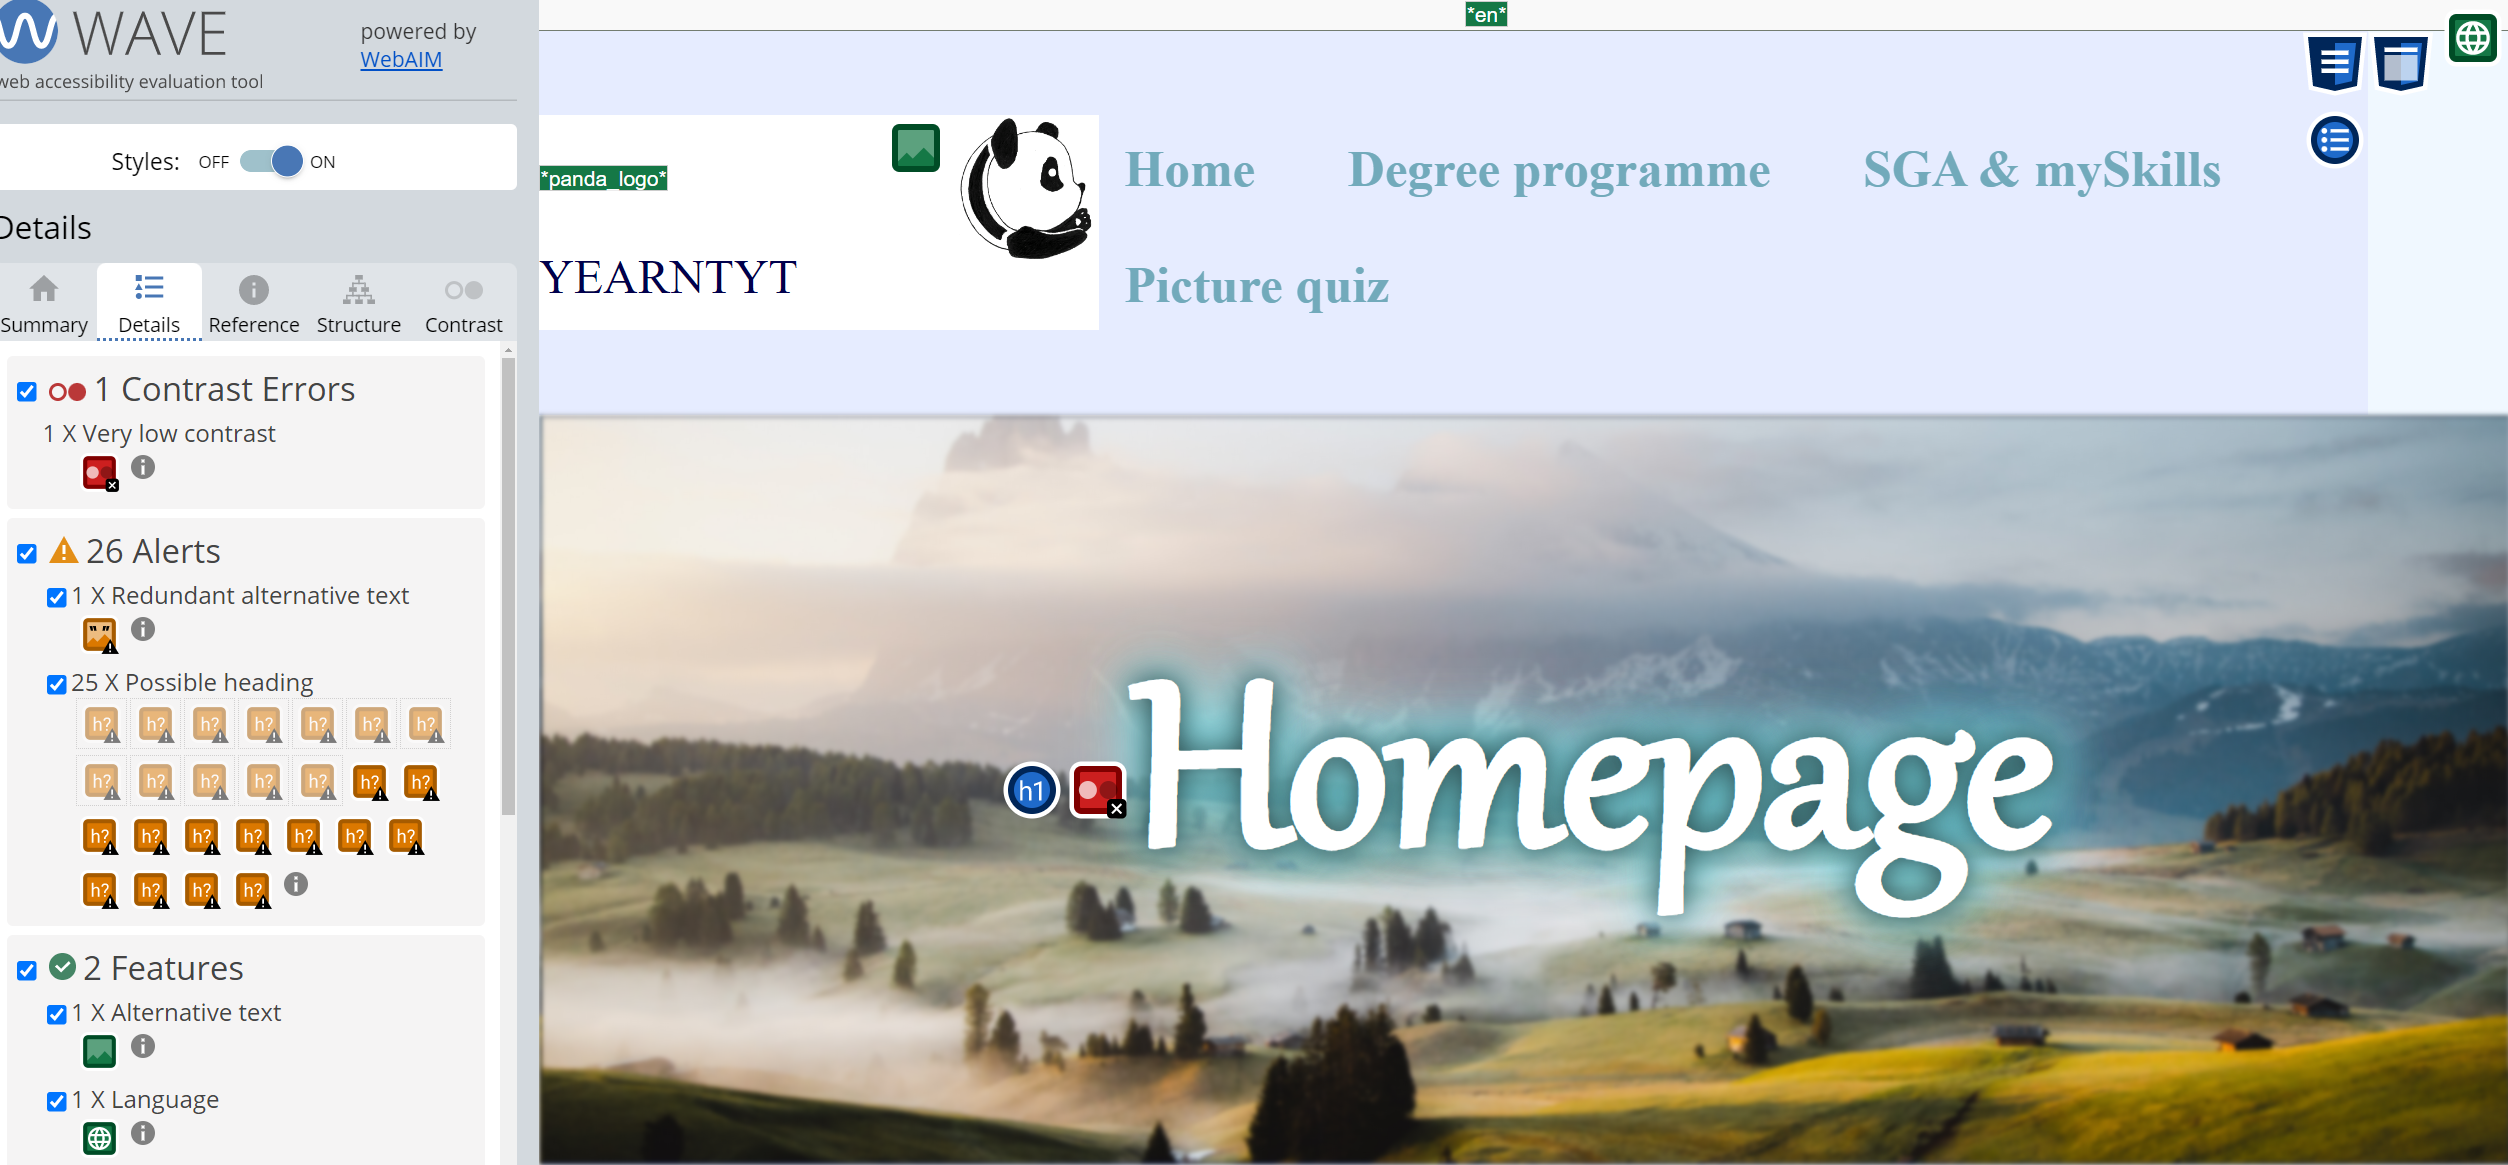 WAVE
web accessibility evaluation tool
powered by
WebAIM
Styles: OFF ON
Details
Summary Details Reference Structure Contrast
1 Contrast Errors
1 X Very low contrast
26 Alerts
1 X Redundant alternative text
25 X Possible heading
h? h? h? h? h? h? h?
h? h? h? h? h? h? h?
h? h? h? h? h? h? h?
h? h? h? h?
2 Features
1 X Alternative text
1 X Language
*en*
*panda_logo*
YEARNTYT
Home Degree programme SGA & mySkills
Picture quiz
h1 Homepage